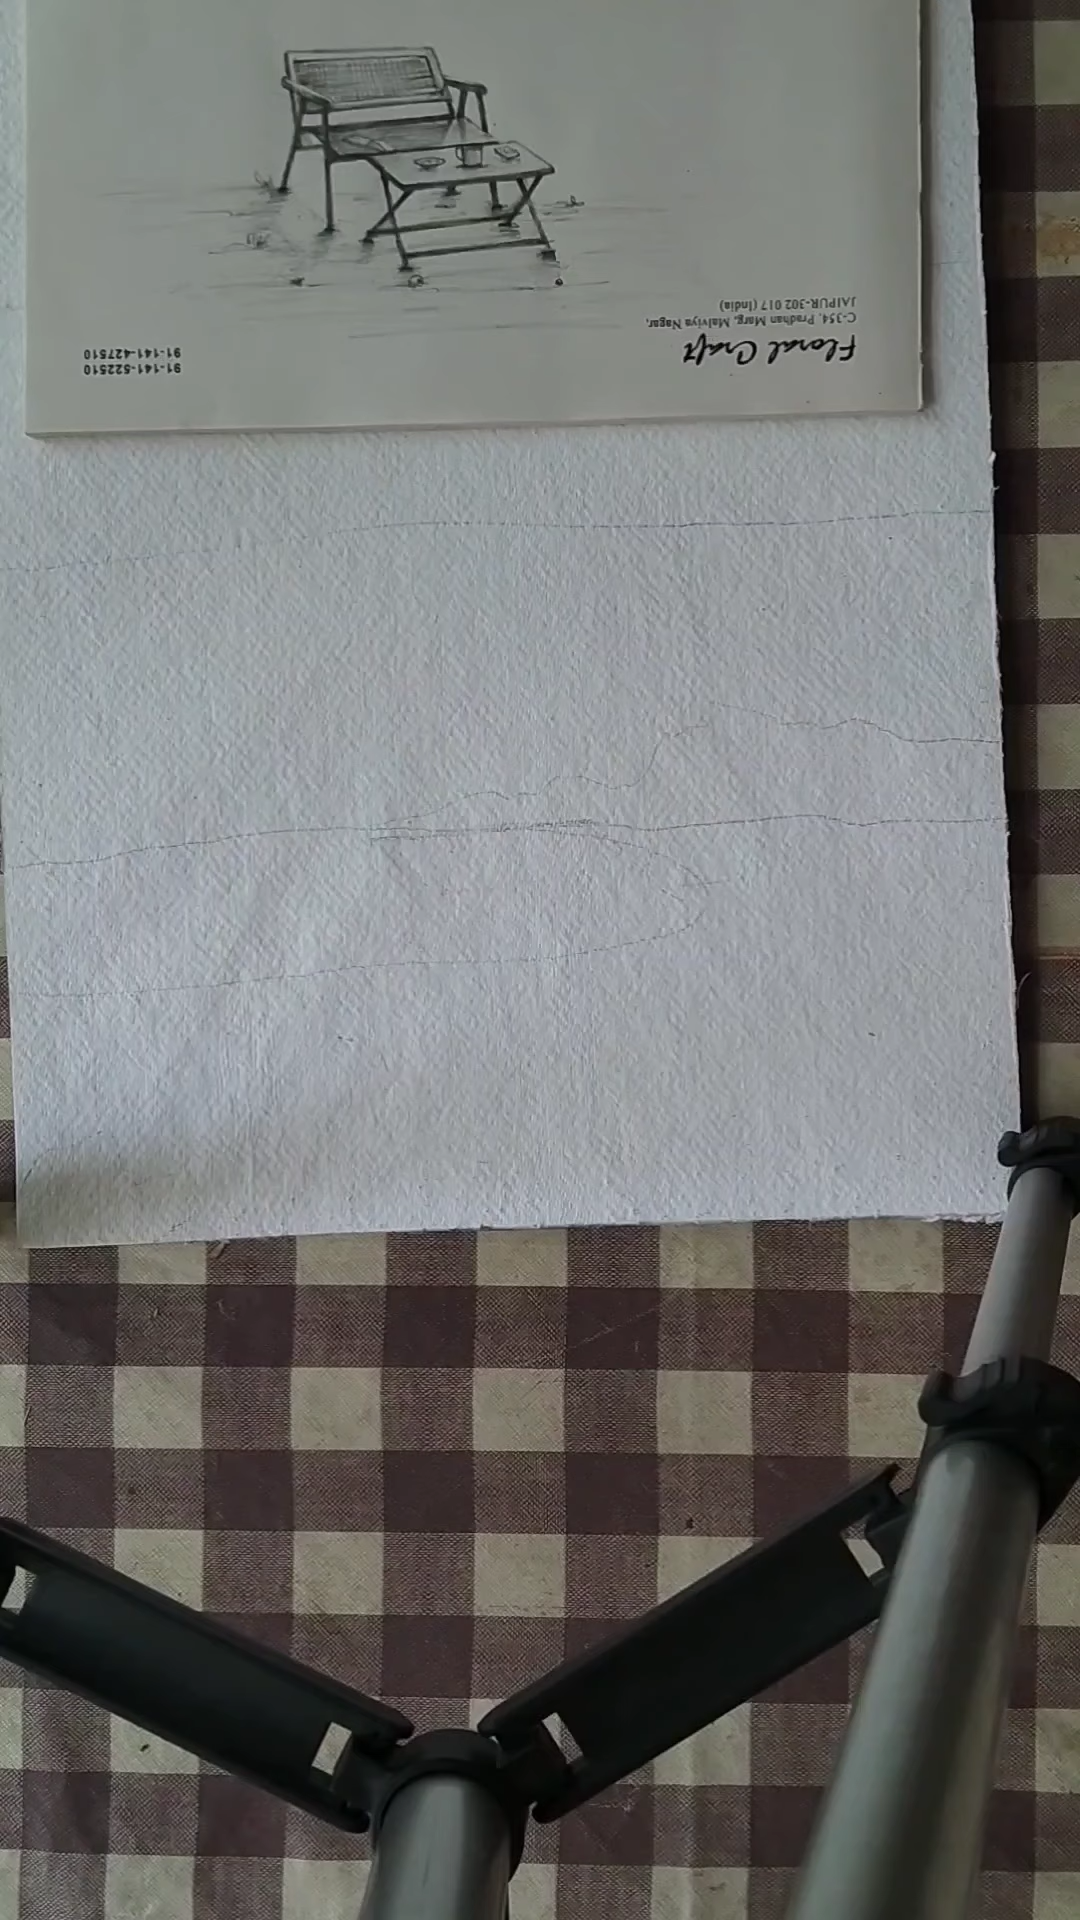 Floral Craft
C-354, Pradhan Marg, Malviya Nagar,
JAIPUR-302 017 (India)
91-141-522510
91-141-427510